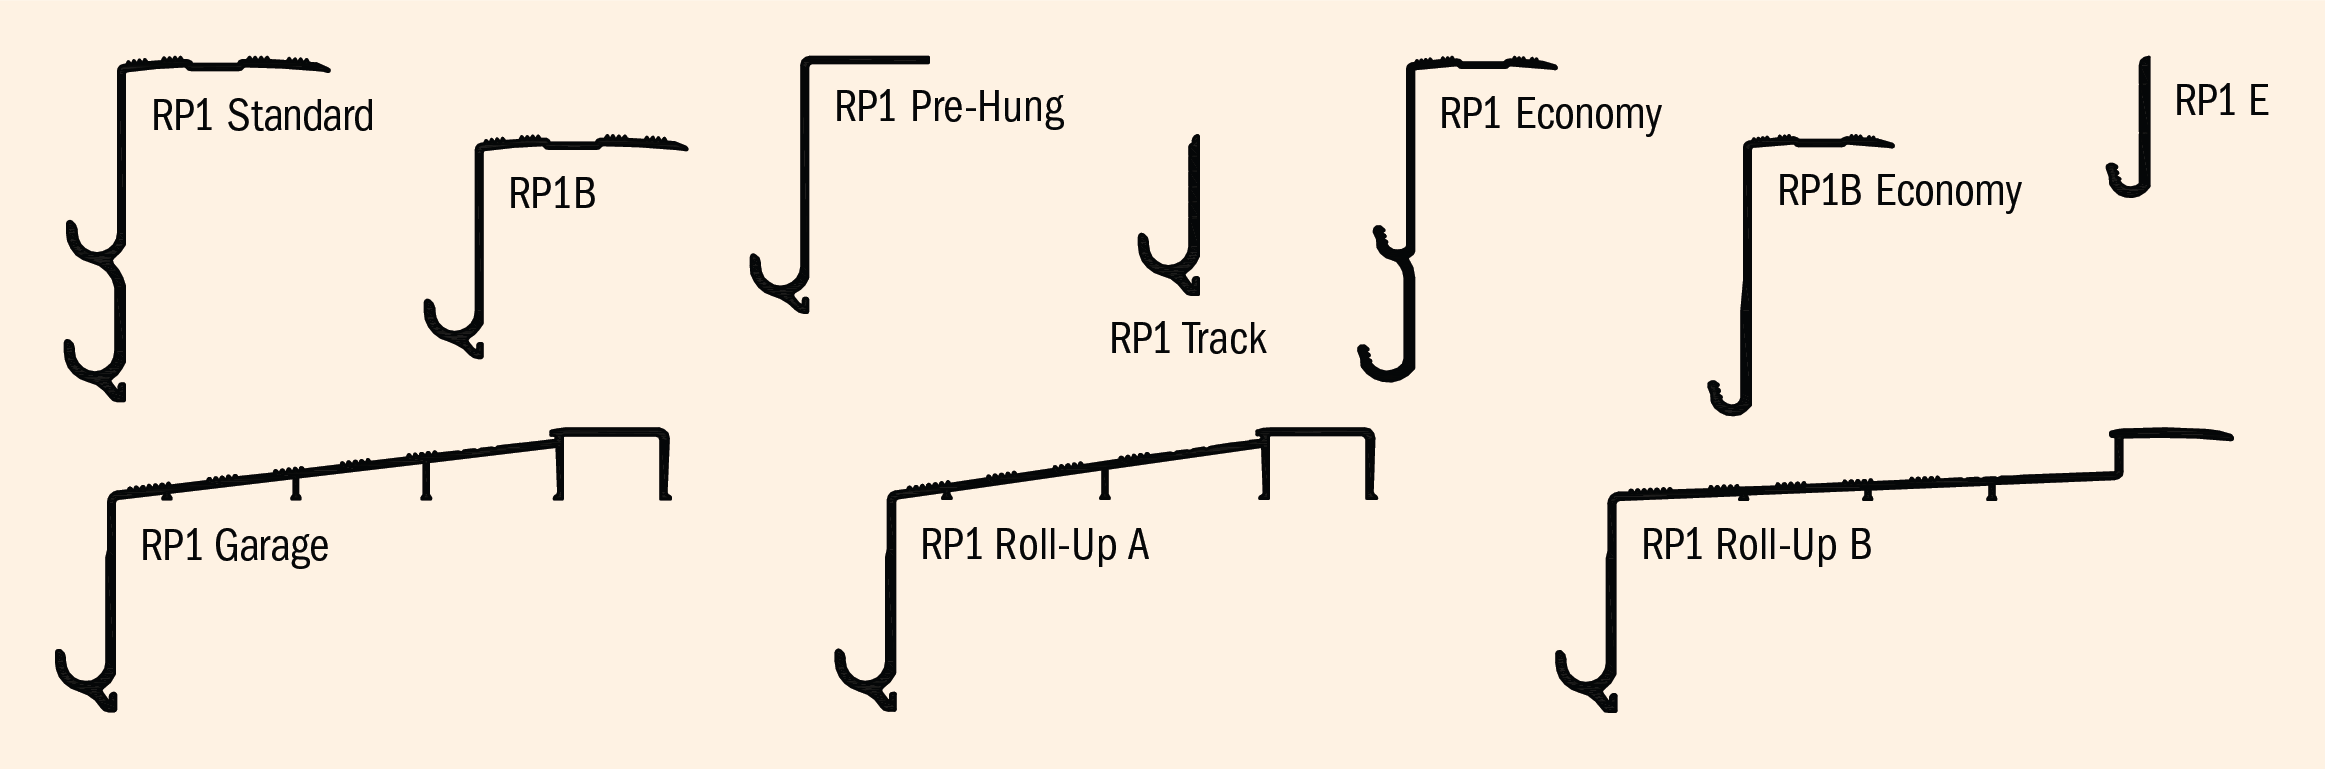 RP1 Standard
RP1B
RP1 Pre-Hung
RP1 Track
RP1 Economy
RP1B Economy
RP1 E
RP1 Garage
RP1 Roll-Up A
RP1 Roll-Up B